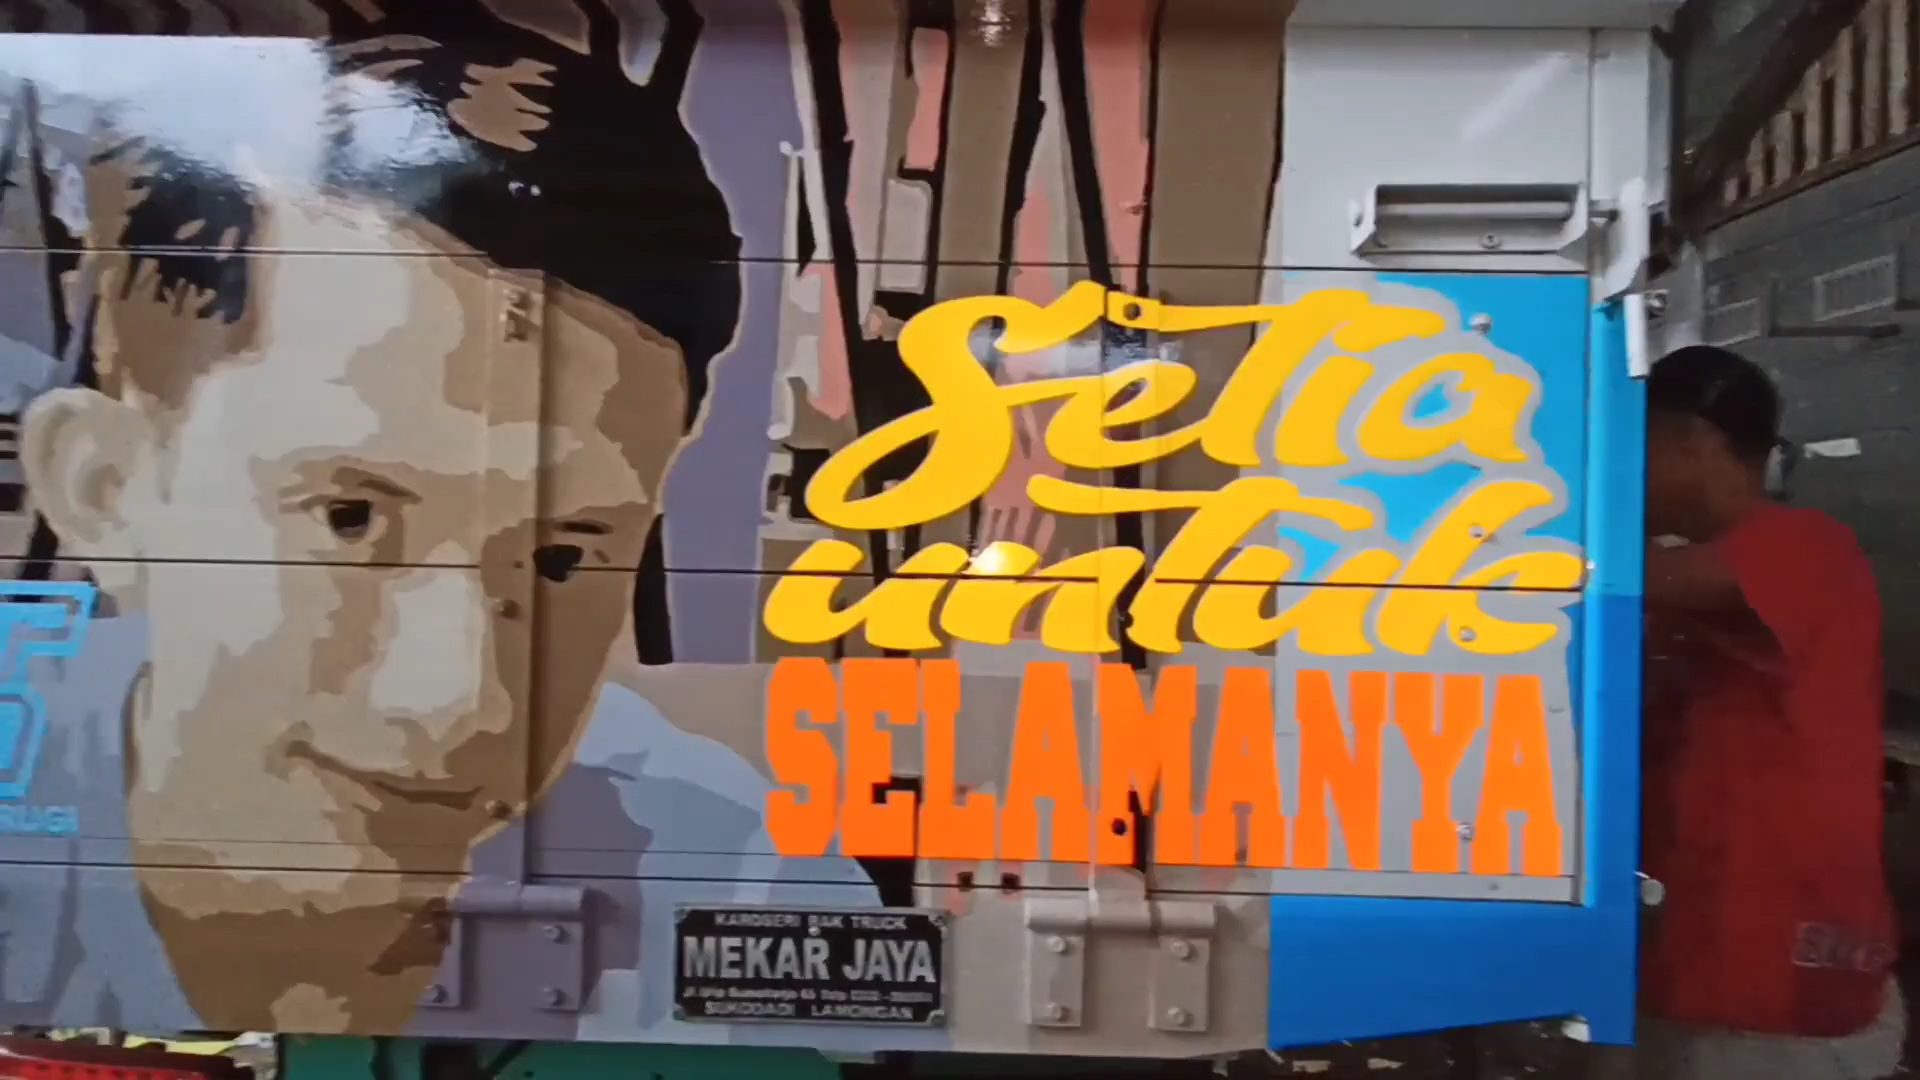 Setia
untuk
SELAMANYA
KAROSERI BAK TRUCK
MEKAR JAYA
SUKODADI LAMONGAN